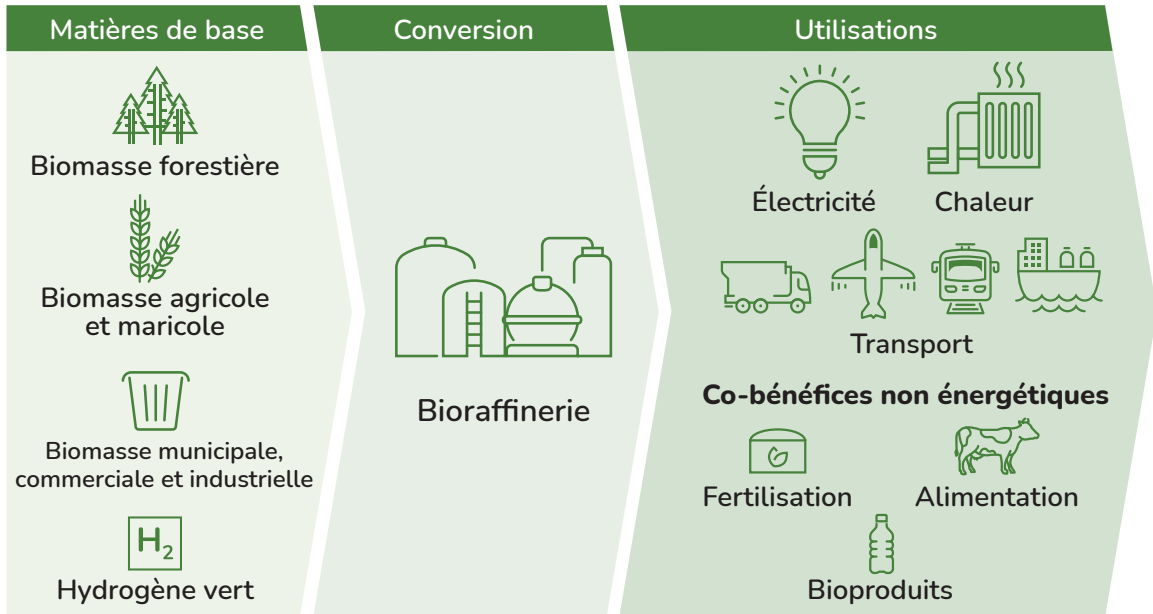 Matières de base
Biomasse forestière
Biomasse agricole
et maricole
Biomasse municipale,
commerciale et industrielle
H2
Hydrogène vert
Conversion
Bioraffinerie
Utilisations
Électricité
Chaleur
Transport
Co-bénéfices non énergétiques
Fertilisation
Alimentation
Bioproduits